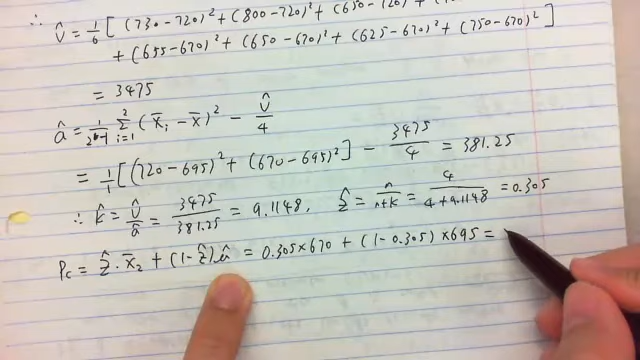 ∴ v̂ = 1/6 [ (730-720)² + (800-720)² + (650-720)² +
+ (655-670)² + (650-670)² + (625-670)² + (750-670)² ]
= 3475
â = 1/(2-1) Σ_{i=1}^{2} (x̄ᵢ - x̄)² - v̂/4
= 1/1 [(720-695)² + (670-695)²] - 3475/4 = 381.25
∴ k̂ = v̂/â = 3475/381.25 = 9.1148, ẑ = n/(n+k) = 4/(4+9.1148) = 0.305
Pc = ẑ·x̄₂ + (1-ẑ)û = 0.305×670 + (1-0.305)×695 =